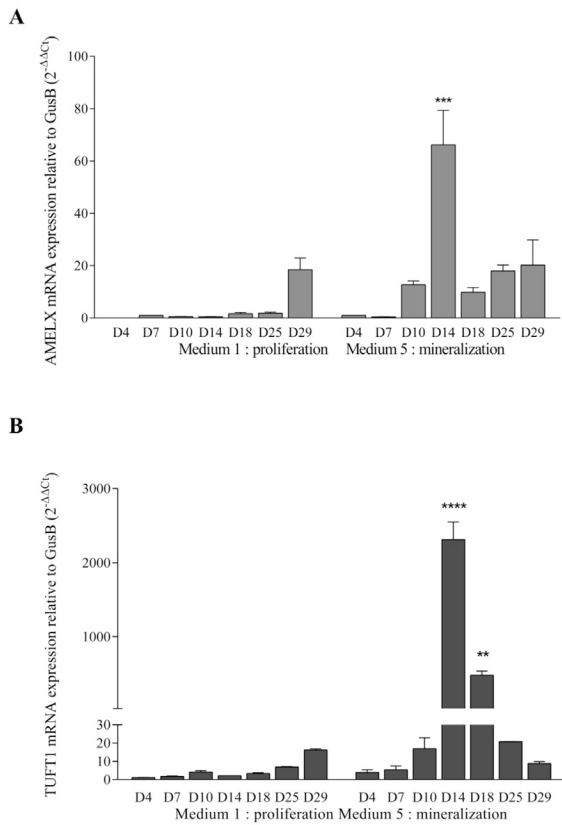 A
AMELX mRNA expression relative to GusB (2-ΔΔCt)
100
80
60
40
20
0
***
D4 D7 D10 D14 D18 D25 D29 D4 D7 D10 D14 D18 D25 D29
Medium 1 : proliferation Medium 5 : mineralization
B
TUFT1 mRNA expression relative to GusB (2-ΔΔCt)
3000
2000
1000
30
20
10
0
****
**
D4 D7 D10 D14 D18 D25 D29 D4 D7 D10 D14 D18 D25 D29
Medium 1 : proliferation Medium 5 : mineralization